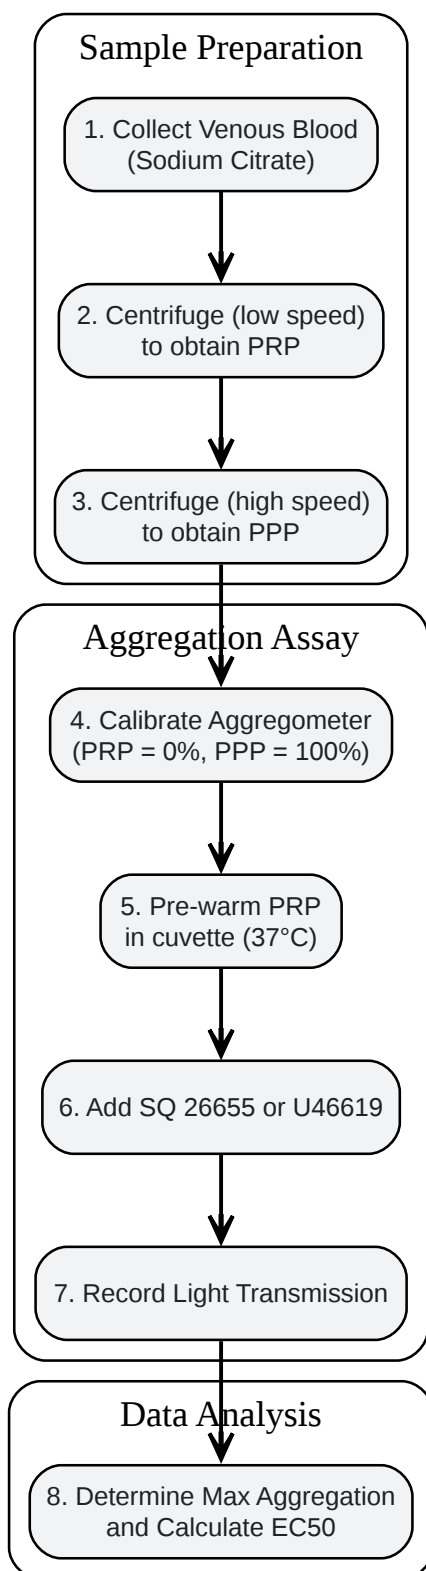 Sample Preparation
1. Collect Venous Blood
(Sodium Citrate)
2. Centrifuge (low speed)
to obtain PRP
3. Centrifuge (high speed)
to obtain PPP
Aggregation Assay
4. Calibrate Aggregometer
(PRP = 0%, PPP = 100%)
5. Pre-warm PRP
in cuvette (37°C)
6. Add SQ 26655 or U46619
7. Record Light Transmission
Data Analysis
8. Determine Max Aggregation
and Calculate EC50